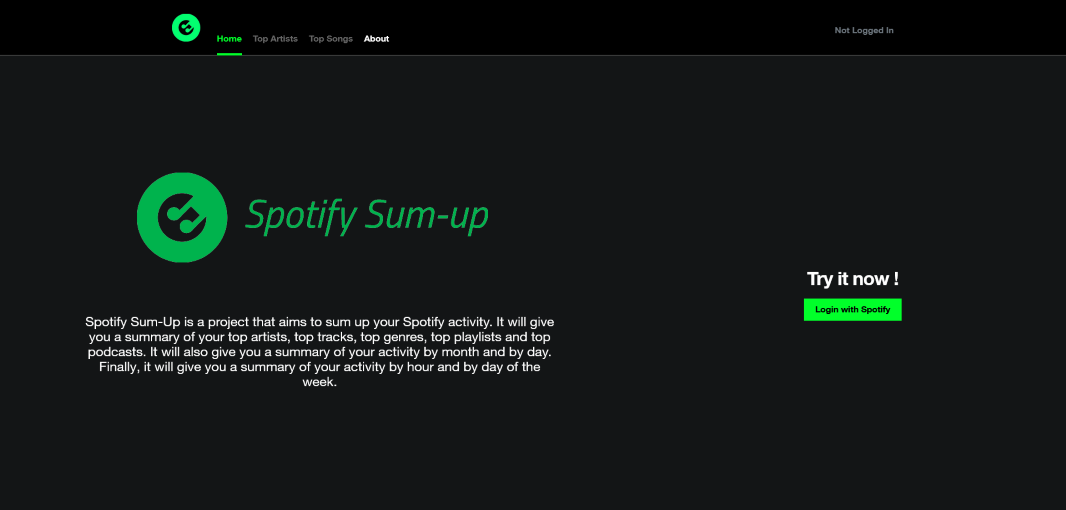 Home Top Artists Top Songs About
Not Logged In
Spotify Sum-up
Spotify Sum-Up is a project that aims to sum up your Spotify activity. It will give
you a summary of your top artists, top tracks, top genres, top playlists and top
podcasts. It will also give you a summary of your activity by month and by day.
Finally, it will give you a summary of your activity by hour and by day of the
week.
Try it now !
Login with Spotify